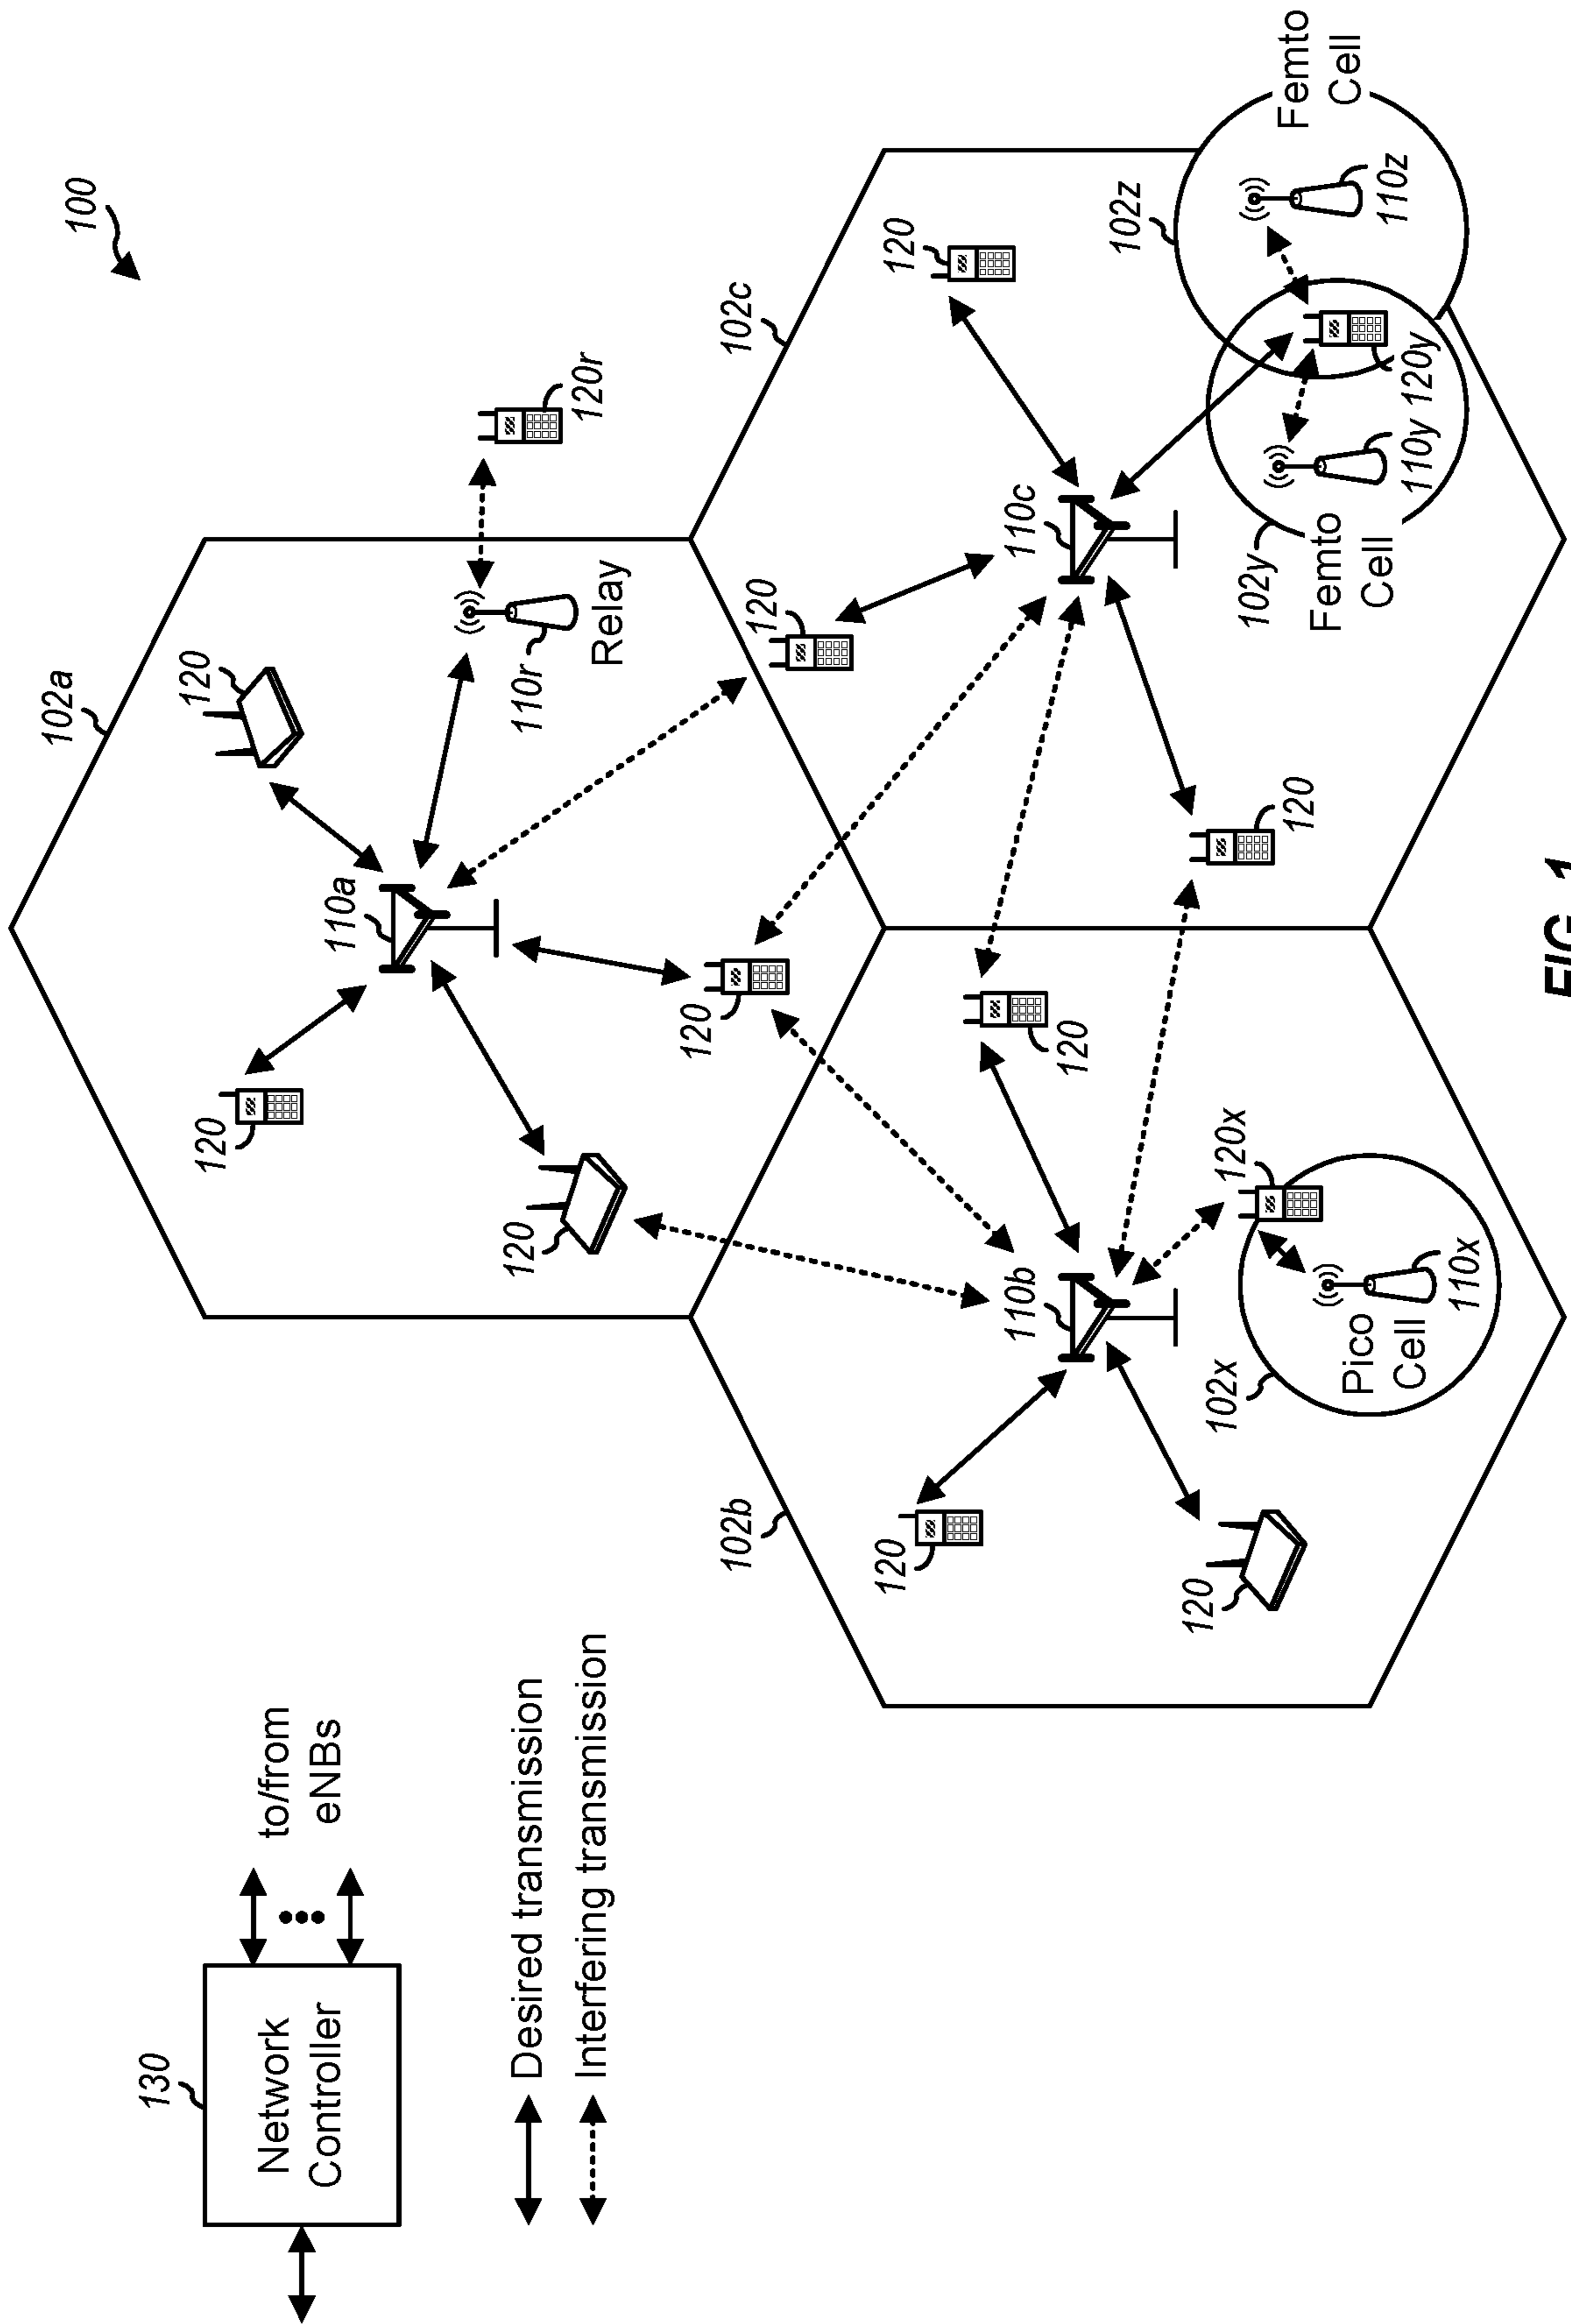 100
130
Network
Controller
to/from
eNBs
Desired transmission
Interfering transmission
102a
120
120
110a
120
120
110r
Relay
120r
102b
120
120
110b
120
102x
Pico
Cell
110x
120x
102c
120
120
110c
120
102y
Femto
Cell
110y
120y
102z
Femto
Cell
110z
120
FIG. 1